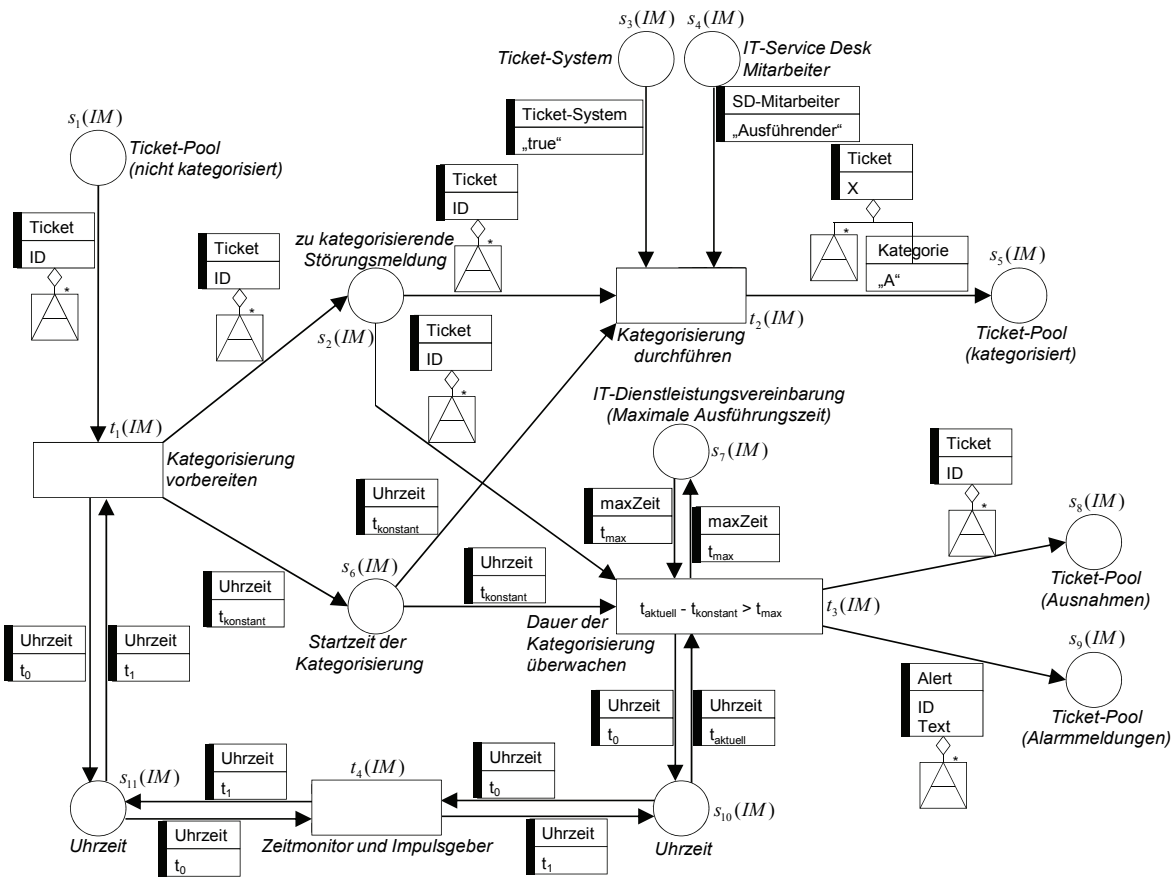 s3(IM)
s4(IM)
Ticket-System
IT-Service Desk
Mitarbeiter
s1(IM)
Ticket-Pool
(nicht kategorisiert)
Ticket-System
„true“
SD-Mitarbeiter
„Ausführender“
Ticket
ID
*
Ticket
ID
*
Ticket
ID
*
zu kategorisierende
Störungsmeldung
s2(IM)
Ticket
X
*
Kategorie
„A“
s5(IM)
Ticket-Pool
(kategorisiert)
t2(IM)
Kategorisierung
durchführen
Ticket
ID
*
t1(IM)
Kategorisierung
vorbereiten
IT-Dienstleistungsvereinbarung
(Maximale Ausführungszeit)
s7(IM)
Uhrzeit
tkonstant
maxZeit
tmax
maxZeit
tmax
Ticket
ID
*
s8(IM)
Ticket-Pool
(Ausnahmen)
Uhrzeit
tkonstant
s6(IM)
Startzeit der
Kategorisierung
Uhrzeit
tkonstant
taktuell - tkonstant > tmax
t3(IM)
Dauer der
Kategorisierung
überwachen
s9(IM)
Ticket-Pool
(Alarmmeldungen)
Uhrzeit
t0
Uhrzeit
t1
Uhrzeit
t0
Uhrzeit
taktuell
Alert
ID
Text
*
s11(IM)
Uhrzeit
Uhrzeit
t1
Uhrzeit
t0
t4(IM)
Zeitmonitor und Impulsgeber
Uhrzeit
t0
Uhrzeit
t1
s10(IM)
Uhrzeit